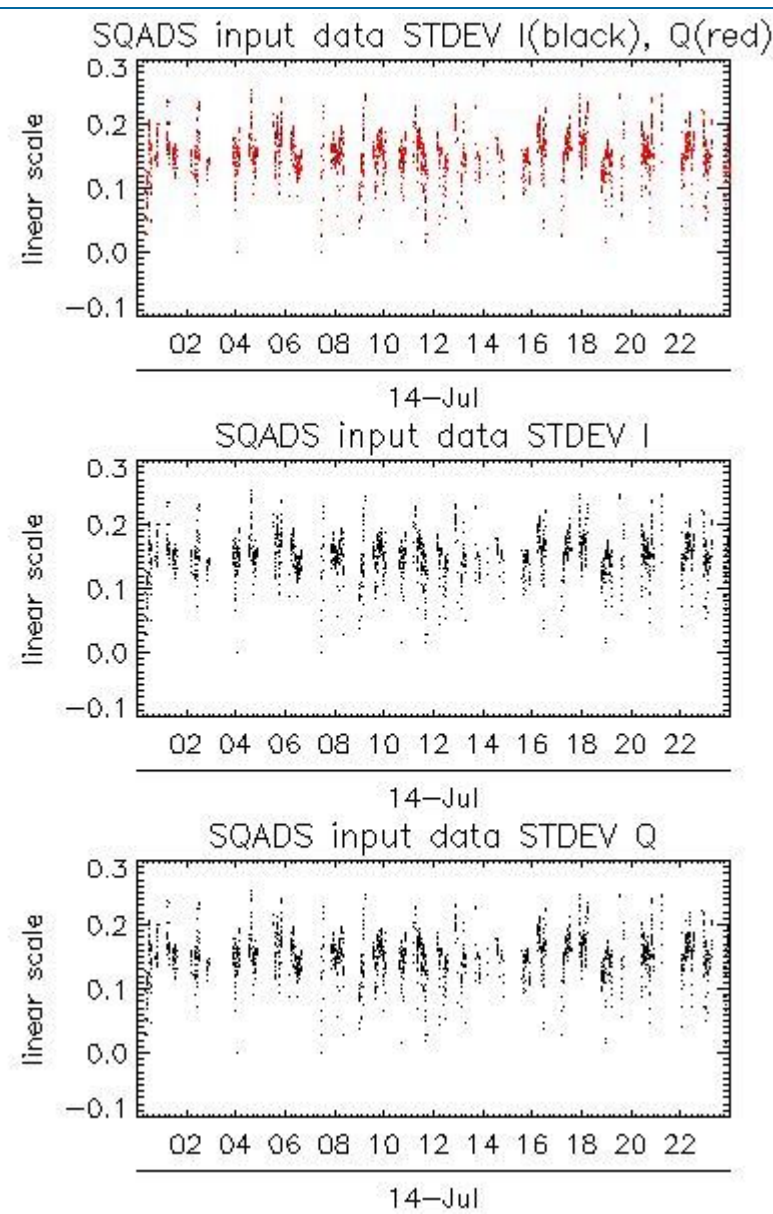 SQADS input data STDEV I(black), Q(red)
0.3
0.2
0.1
0.0
−0.1
linear scale
02 04 06 08 10 12 14 16 18 20 22
14−Jul
SQADS input data STDEV I
0.3
0.2
0.1
0.0
−0.1
linear scale
02 04 06 08 10 12 14 16 18 20 22
14−Jul
SQADS input data STDEV Q
0.3
0.2
0.1
0.0
−0.1
linear scale
02 04 06 08 10 12 14 16 18 20 22
14−Jul